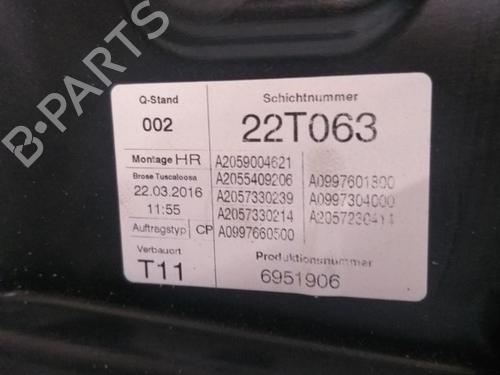 B-PARTS
Q-Stand
002
Schichtnummer
22T063
Montage HR
Brose Tuscaloosa
22.03.2016
11:55
Auftragstyp CP
Verbauort
T11
A2059004621
A2055409206
A2057330239
A2057330214
A0997660500
A0997601800
A0997304000
A2057230414
Produktionsnummer
6951906